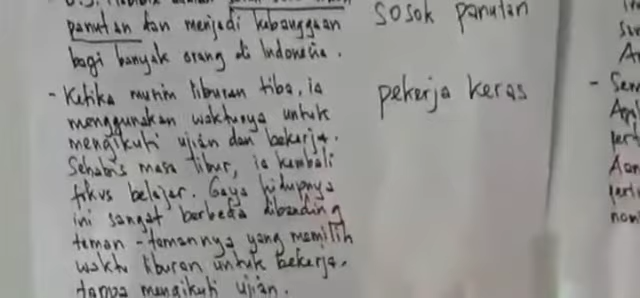 panutan dan menjadi kebanggaan
bagi banyak orang di Indonesia.
- Ketika musim liburan tiba, ia
menggunakan waktunya untuk
mengikuti ujian dan bekerja.
Sehabis masa libur, ia kembali
fokus belajar. Gaya hidupnya
ini sangat berbeda dibanding
teman-temannya yang memilih
waktu liburan untuk bekerja.
tanpa mengikuti ujian.
sosok panutan
pekerja keras